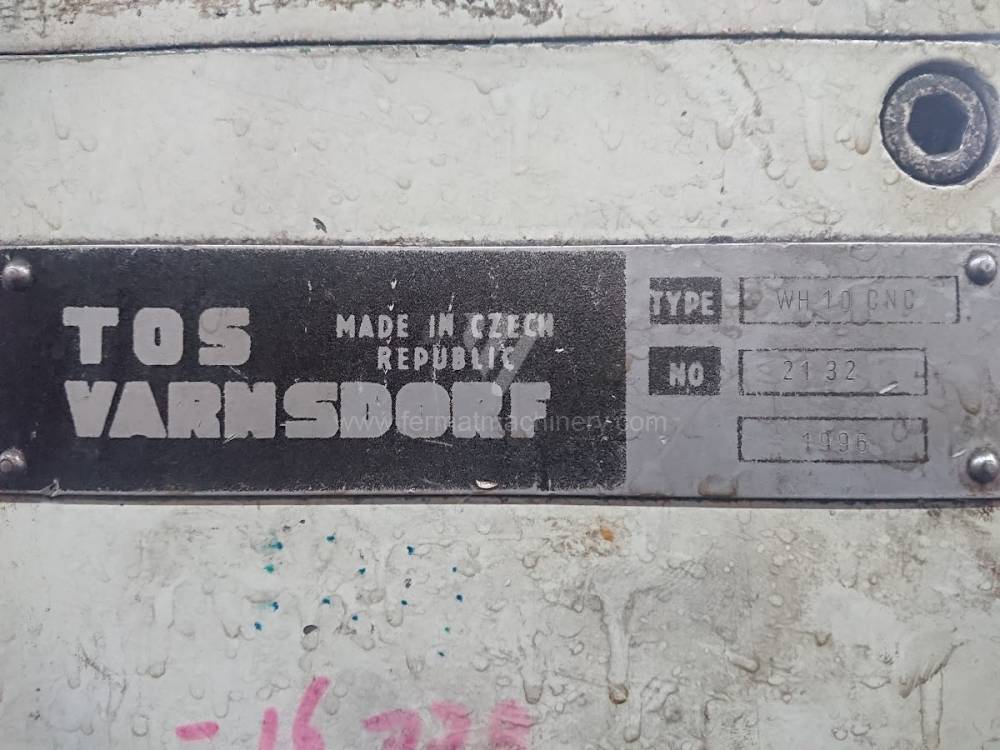 TOS
MADE IN CZECH
REPUBLIC
VARNSDORF
www.fermatmachinery.com
TYPE WH 10 CNC
NO 2132
1996